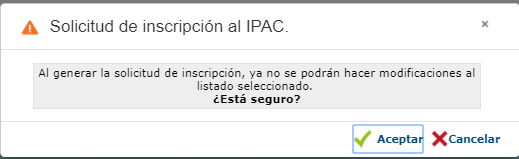 Solicitud de inscripción al IPAC.
×
Al generar la solicitud de inscripción, ya no se podrán hacer modificaciones al
listado seleccionado.
¿Está seguro?
Aceptar Cancelar